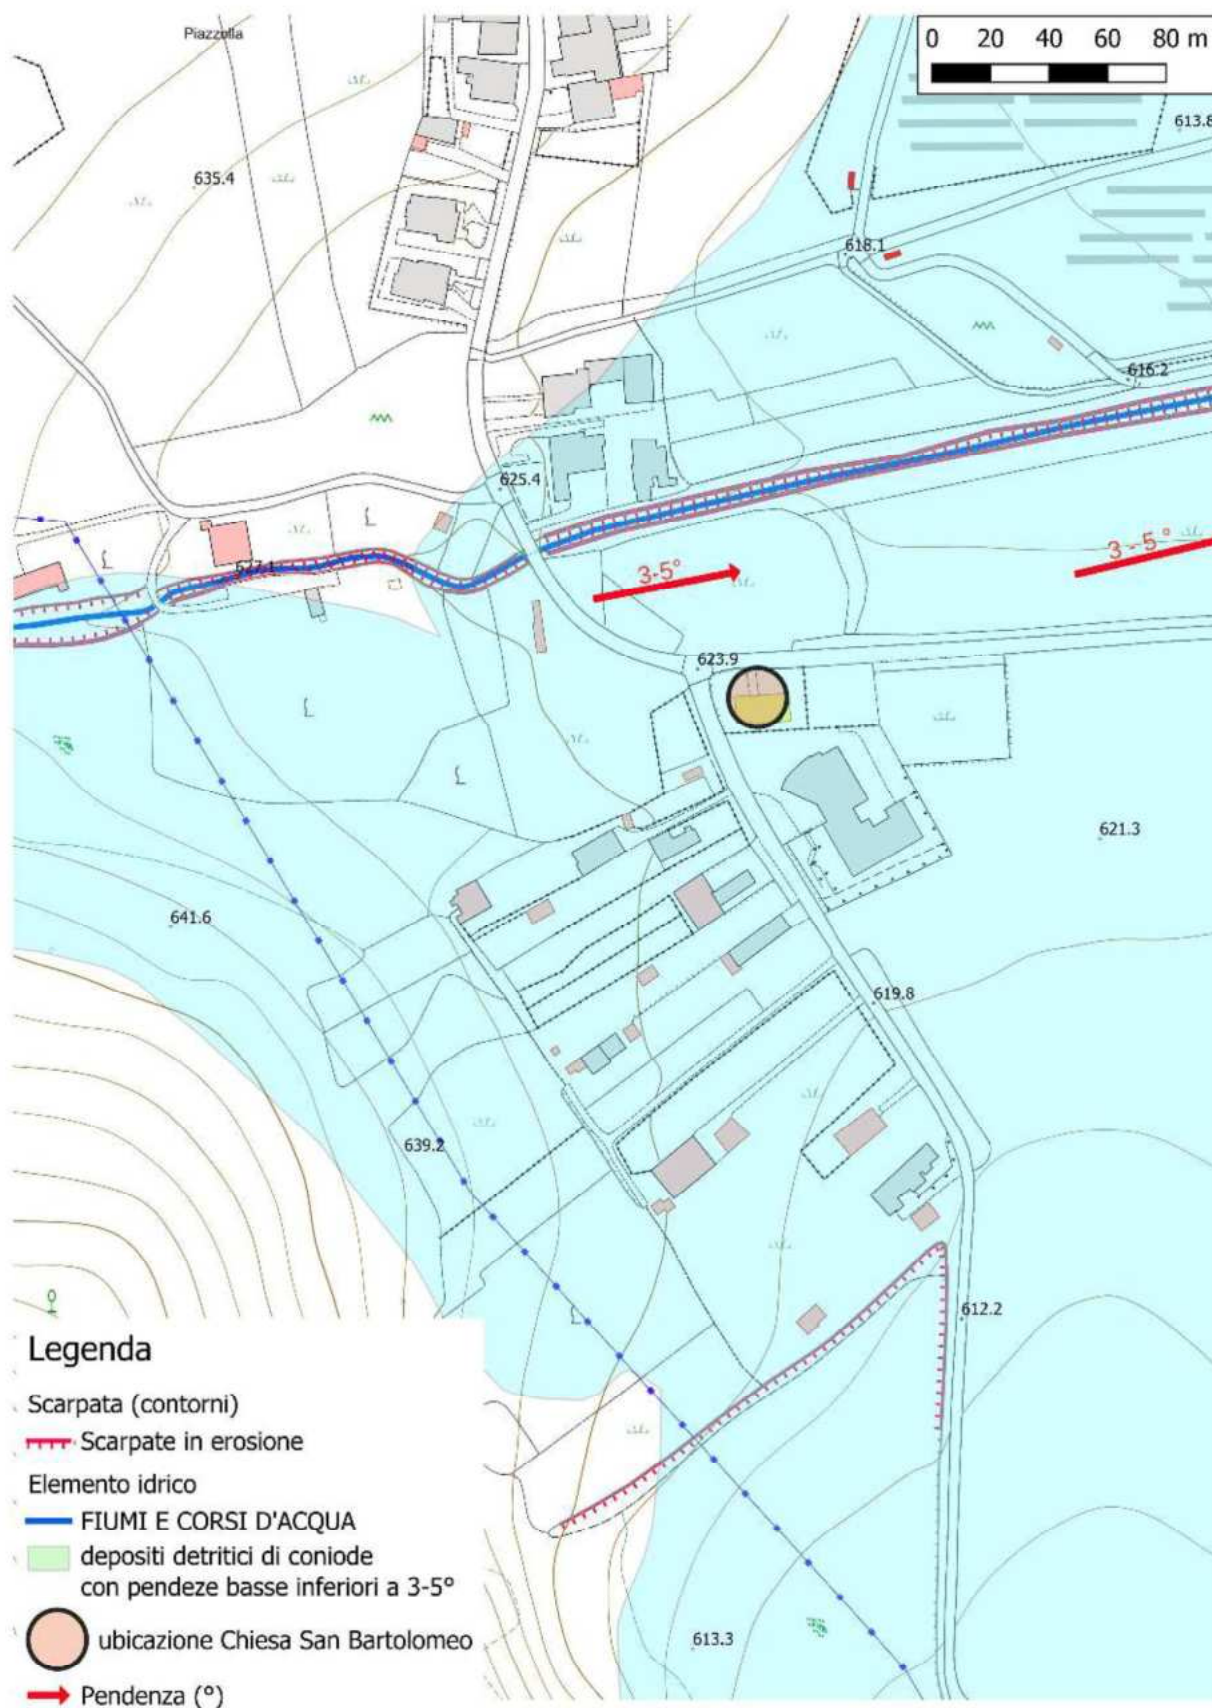 Piazzolla
0 20 40 60 80 m
613.8
635.4
618.1
616.2
625.4
627.1
3-5°
3 - 5 °
623.9
621.3
641.6
619.8
639.2
612.2
613.3
Legenda
Scarpata (contorni)
Scarpate in erosione
Elemento idrico
FIUMI E CORSI D'ACQUA
depositi detritici di coniode
con pendeze basse inferiori a 3-5°
ubicazione Chiesa San Bartolomeo
Pendenza (°)